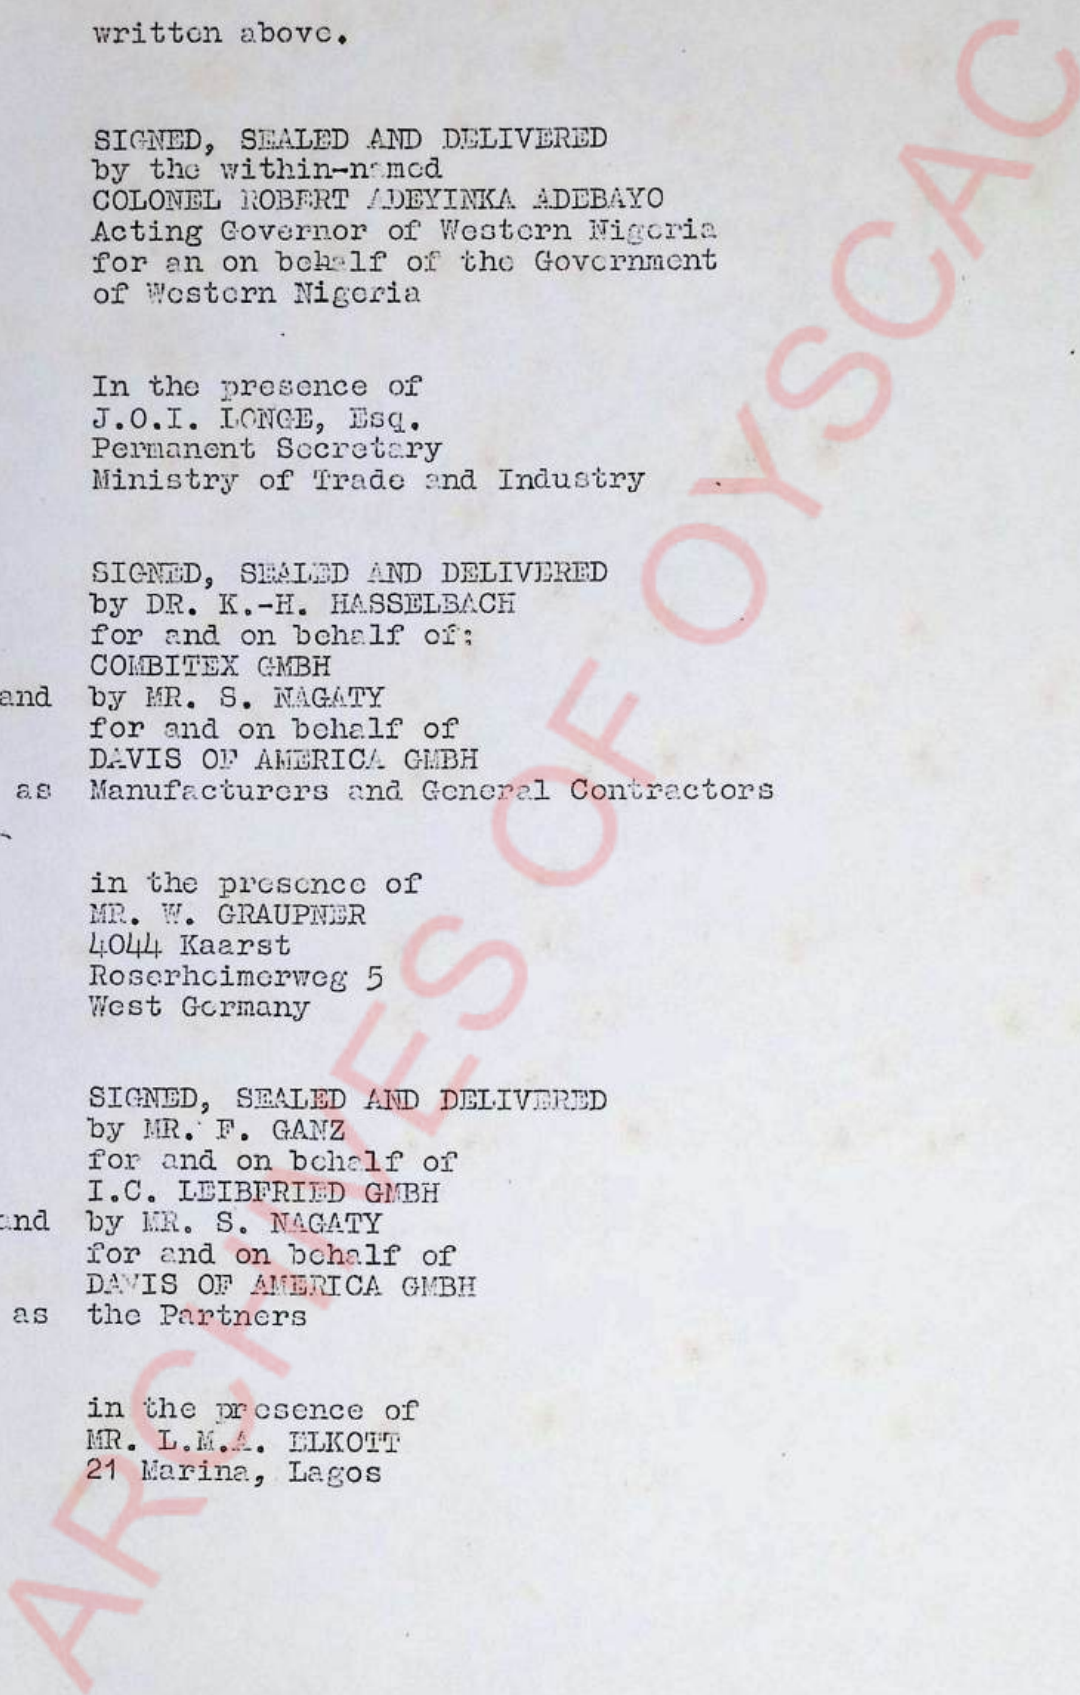 written above.
SIGNED, SEALED AND DELIVERED
by the within-named
COLONEL ROBERT ADEYINKA ADEBAYO
Acting Governor of Western Nigeria
for an on behalf of the Government
of Western Nigeria
In the presence of
J.O.I. LONGE, Esq.
Permanent Secretary
Ministry of Trade and Industry
SIGNED, SEALED AND DELIVERED
by DR. K.-H. HASSELBACH
for and on behalf of:
COMBITEX GMBH
and by MR. S. NAGATY
for and on behalf of
DAVIS OF AMERICA GMBH
as Manufacturers and General Contractors
in the presence of
MR. W. GRAUPNER
4044 Kaarst
Roserheimerweg 5
West Germany
SIGNED, SEALED AND DELIVERED
by MR. F. GANZ
for and on behalf of
I.C. LEIBFRIED GMBH
and by MR. S. NAGATY
for and on behalf of
DAVIS OF AMERICA GMBH
as the Partners
in the presence of
MR. L.M.A. ELKOTT
21 Marina, Lagos
ARCHIVES OF OYSCAC